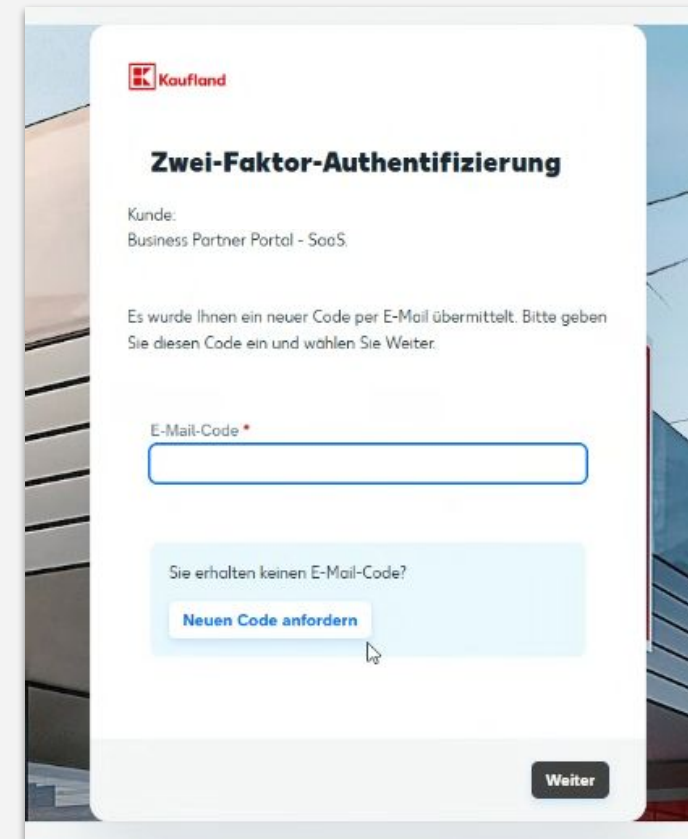 Kaufland
Zwei-Faktor-Authentifizierung
Kunde:
Business Partner Portal - SaaS.
Es wurde Ihnen ein neuer Code per E-Mail übermittelt. Bitte geben
Sie diesen Code ein und wählen Sie Weiter.
E-Mail-Code *
Sie erhalten keinen E-Mail-Code?
Neuen Code anfordern
Weiter